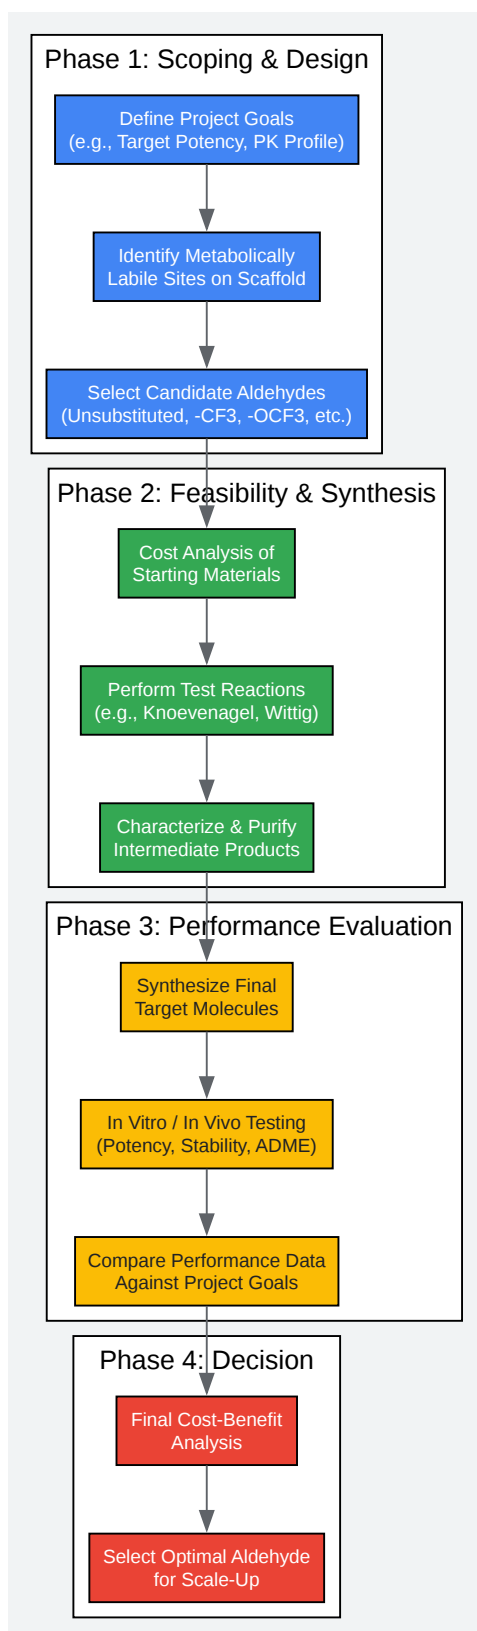 Phase 1: Scoping & Design
Define Project Goals
(e.g., Target Potency, PK Profile)
Identify Metabolically
Labile Sites on Scaffold
Select Candidate Aldehydes
(Unsubstituted, -CF3, -OCF3, etc.)
Phase 2: Feasibility & Synthesis
Cost Analysis of
Starting Materials
Perform Test Reactions
(e.g., Knoevenagel, Wittig)
Characterize & Purify
Intermediate Products
Phase 3: Performance Evaluation
Synthesize Final
Target Molecules
In Vitro / In Vivo Testing
(Potency, Stability, ADME)
Compare Performance Data
Against Project Goals
Phase 4: Decision
Final Cost-Benefit
Analysis
Select Optimal Aldehyde
for Scale-Up